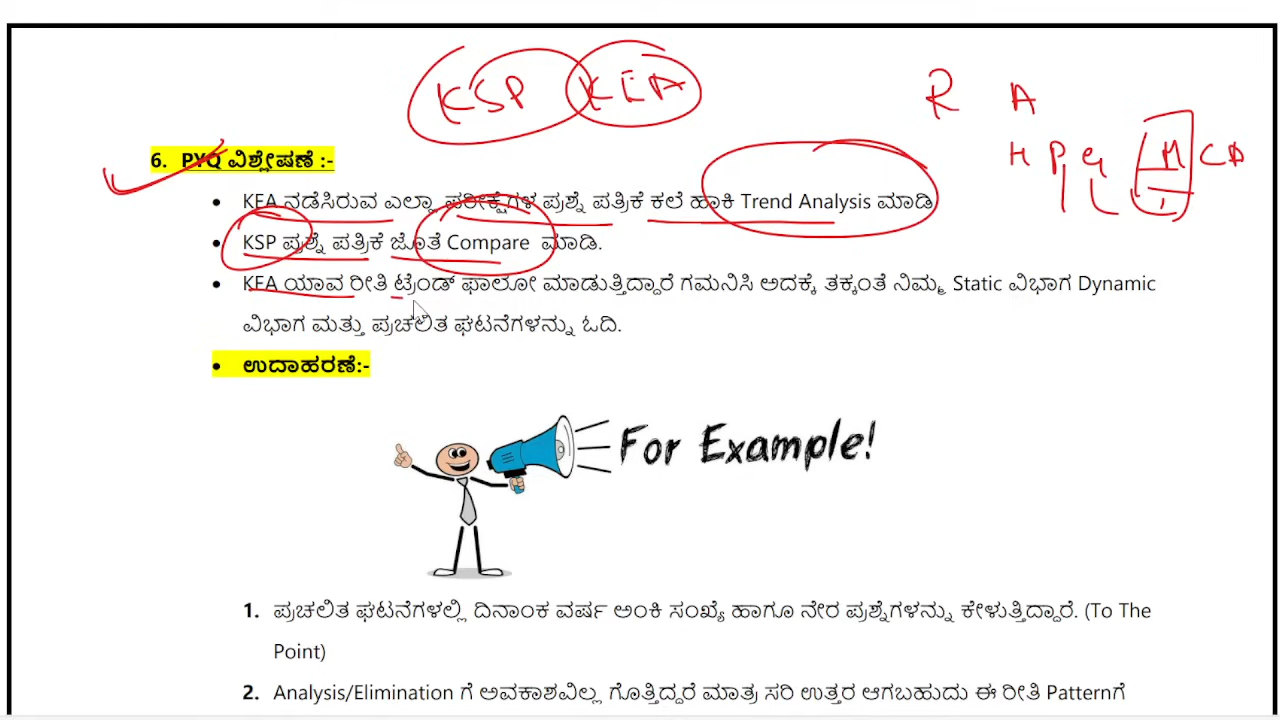 KSP KEA
R A
H P G M CA
6. PYQ ವಿಶ್ಲೇಷಣೆ :-
• KEA ನಡೆಸಿರುವ ಎಲ್ಲಾ ಪರೀಕ್ಷೆಗಳ ಪ್ರಶ್ನೆ ಪತ್ರಿಕೆ ಕಲೆ ಹಾಕಿ Trend Analysis ಮಾಡಿ
• KSP ಪ್ರಶ್ನೆ ಪತ್ರಿಕೆ ಜೊತೆ Compare ಮಾಡಿ.
• KEA ಯಾವ ರೀತಿ ಟ್ರೆಂಡ್ ಫಾಲೋ ಮಾಡುತ್ತಿದ್ದಾರೆ ಗಮನಿಸಿ ಅದಕ್ಕೆ ತಕ್ಕಂತೆ ನಿಮ್ಮ Static ವಿಭಾಗ Dynamic
ವಿಭಾಗ ಮತ್ತು ಪ್ರಚಲಿತ ಘಟನೆಗಳನ್ನು ಓದಿ.
• ಉದಾಹರಣೆ:-
For Example!
1. ಪ್ರಚಲಿತ ಘಟನೆಗಳಲ್ಲಿ ದಿನಾಂಕ ವರ್ಷ ಅಂಕಿ ಸಂಖ್ಯೆ ಹಾಗೂ ನೇರ ಪ್ರಶ್ನೆಗಳನ್ನು ಕೇಳುತ್ತಿದ್ದಾರೆ. (To The
Point)
2. Analysis/Elimination ಗೆ ಅವಕಾಶವಿಲ್ಲ ಗೊತ್ತಿದ್ದರೆ ಮಾತ್ರ ಸರಿ ಉತ್ತರ ಆಗಬಹುದು ಈ ರೀತಿ Patternಗೆ